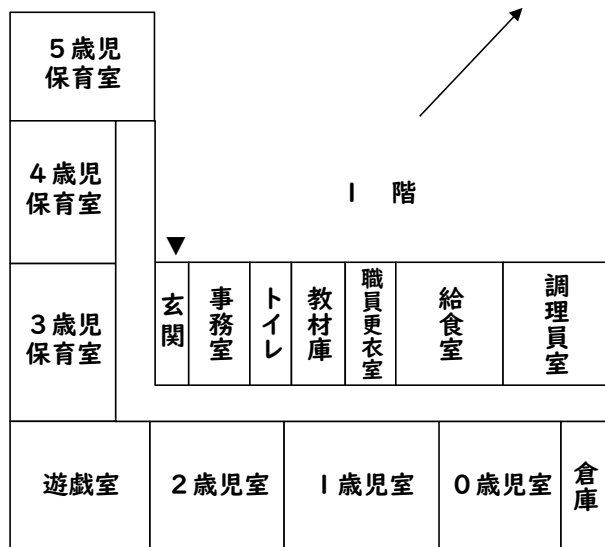 5歳児
保育室
4歳児
保育室
1 階
3歳児
保育室
玄関
事務室
トイレ
教材庫
職員更衣室
給食室
調理員室
遊戯室
2歳児室
1歳児室
0歳児室
倉庫